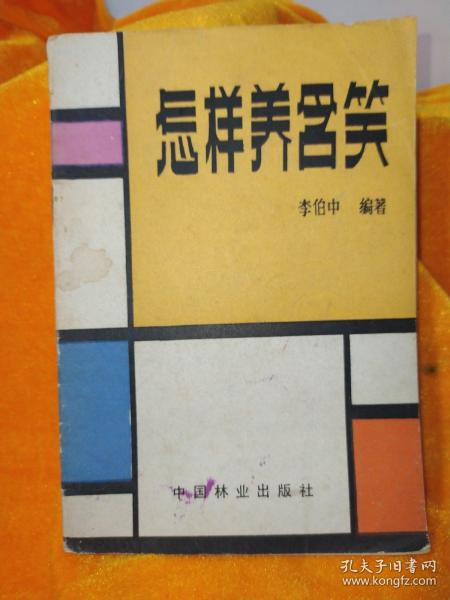 怎样养含笑
李伯中 编著
中国林业出版社
孔夫子旧书网
www.kongfz.com